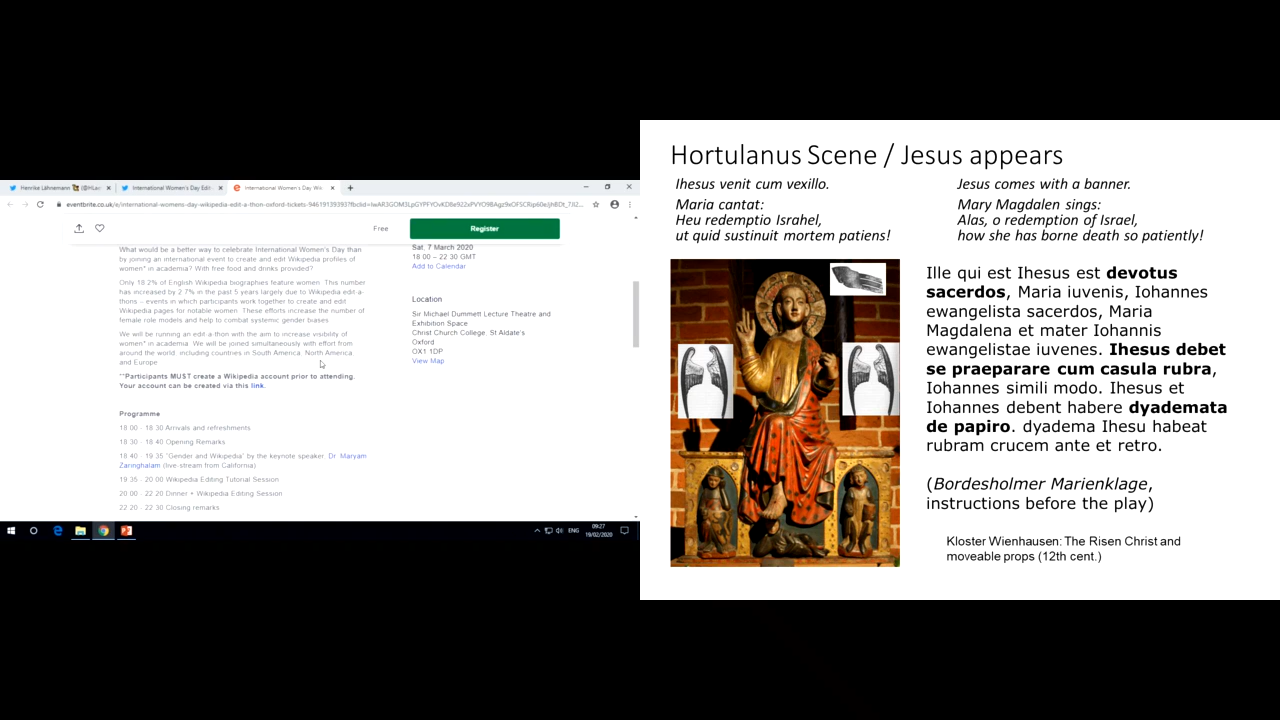 Henrike Lähnemann
International Women's Day Edit
International Women's Day Wik
eventbrite.co.uk/e/international-womens-day-wikipedia-edit-a-thon-oxford-tickets-
Free
Register
What would be a better way to celebrate International Women's Day than
by joining an international event to create and edit Wikipedia profiles of
women* in academia? With free food and drinks provided?
Only 18.2% of English Wikipedia biographies feature women. This number
has increased by 2.7% in the past 5 years largely due to Wikipedia edit-a-
thons – events in which participants work together to create and edit
Wikipedia pages for notable women. These efforts increase the number of
female role models and help to combat systemic gender biases.
We will be running an edit-a-thon with the aim to increase visibility of
women* in academia. We will be joined simultaneously with effort from
around the world, including countries in South America, North America
and Europe.
**Participants MUST create a Wikipedia account prior to attending.
Your account can be created via this link.
Programme
18.00 - 18.30 Arrivals and refreshments
18.30 - 18.40 Opening Remarks
18.40 - 19.35 "Gender and Wikipedia" by the keynote speaker, Dr. Maryam
Zaringhalam (live-stream from California)
19.35 - 20.00 Wikipedia Editing Tutorial Session
20.00 - 22.20 Dinner + Wikipedia Editing Session
22.20 Closing remarks
Sat, 7 March 2020
18:00 – 22:30 GMT
Add to Calendar
Location
Sir Michael Dummett Lecture Theatre and
Exhibition Space
Christ Church College, St Aldate's
Oxford
OX1 1DP
View Map
ENG
09:27
19/02/2020
Hortulanus Scene / Jesus appears
Ihesus venit cum vexillo.
Maria cantat:
Heu redemptio Israhel,
ut quid sustinuit mortem patiens!
Jesus comes with a banner.
Mary Magdalen sings:
Alas, o redemption of Israel,
how she has borne death so patiently!
Ille qui est Ihesus est devotus
sacerdos, Maria iuvenis, Iohannes
ewangelista sacerdos, Maria
Magdalena et mater Iohannis
ewangelistae iuvenes. Ihesus debet
se praeparare cum casula rubra,
Iohannes simili modo. Ihesus et
Iohannes debent habere dyademata
de papiro. dyadema Ihesu habeat
rubram crucem ante et retro.
(Bordesholmer Marienklage,
instructions before the play)
Kloster Wienhausen: The Risen Christ and
moveable props (12th cent.)